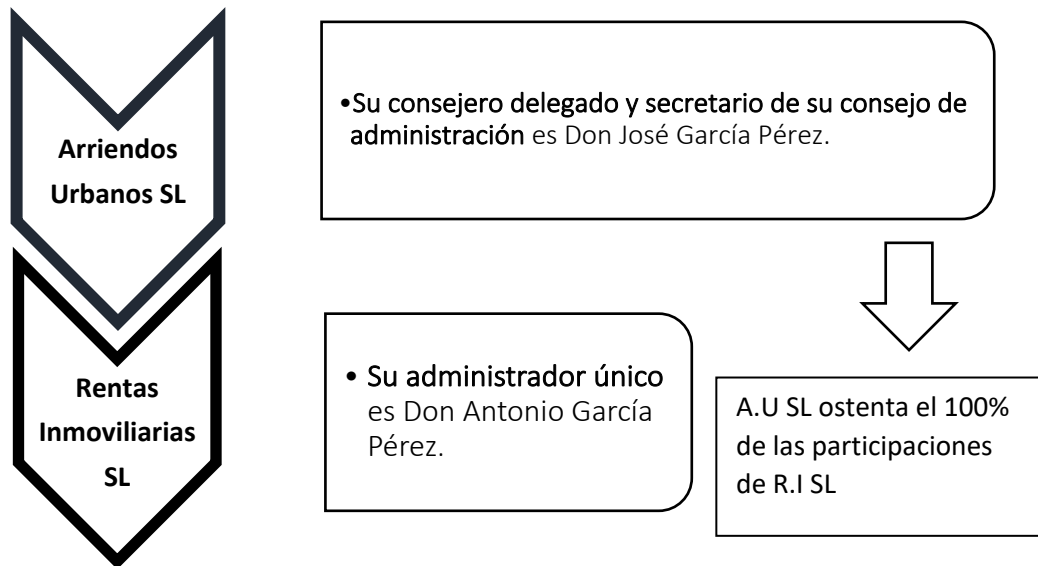 Arriendos
Urbanos SL
•Su consejero delegado y secretario de su consejo de
administración es Don José García Pérez.
Rentas
Inmoviliarias
SL
• Su administrador único
es Don Antonio García
Pérez.
A.U SL ostenta el 100%
de las participaciones
de R.I SL